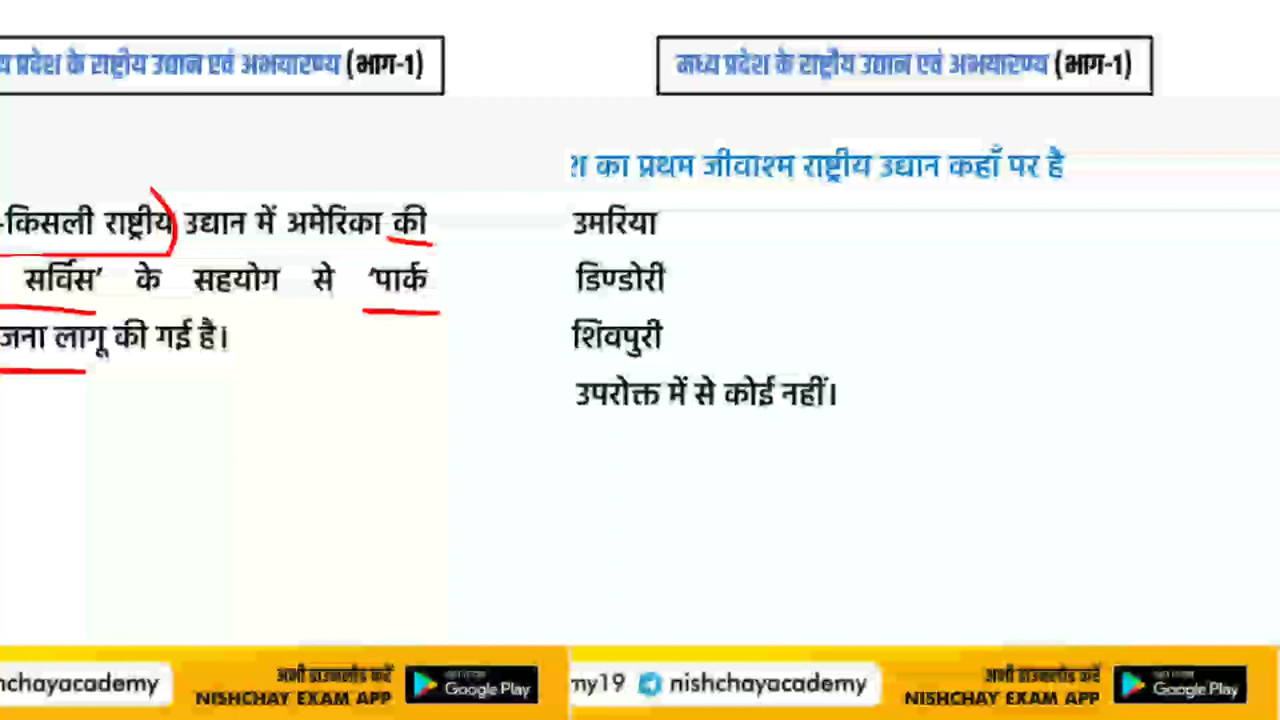 प्रदेश के राष्ट्रीय उद्यान एवं अभयारण्य (भाग-1)
-किसली राष्ट्रीय उद्यान में अमेरिका की
सर्विस' के सहयोग से 'पार्क
जना लागू की गई है।
nchayacademy
अभी डाउनलोड करें
NISHCHAY EXAM APP
Google Play
मध्य प्रदेश के राष्ट्रीय उद्यान एवं अभयारण्य (भाग-1)
का प्रथम जीवाश्म राष्ट्रीय उद्यान कहाँ पर है
उमरिया
डिण्डोरी
शिवपुरी
उपरोक्त में से कोई नहीं।
my19 nishchayacademy
अभी डाउनलोड करें
NISHCHAY EXAM APP
Google Play